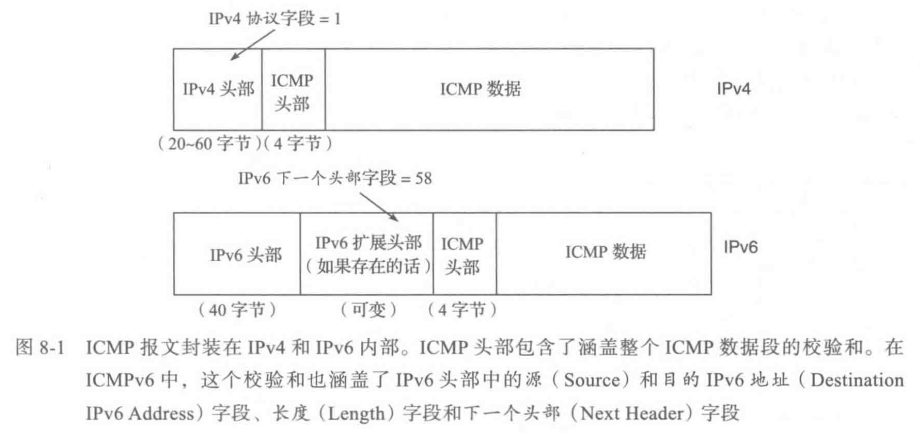 IPv4 协议字段 = 1
IPv4 头部
ICMP
头部
ICMP 数据
IPv4
(20~60 字节)(4 字节)
IPv6 下一个头部字段 = 58
IPv6 头部
IPv6 扩展头部
(如果存在的话)
ICMP
头部
ICMP 数据
IPv6
(40 字节)
(可变)
(4 字节)
图 8-1 ICMP 报文封装在 IPv4 和 IPv6 内部。ICMP 头部包含了涵盖整个 ICMP 数据段的校验和。在
ICMPv6 中，这个校验和也涵盖了 IPv6 头部中的源（Source）和目的 IPv6 地址（Destination
IPv6 Address）字段、长度（Length）字段和下一个头部（Next Header）字段